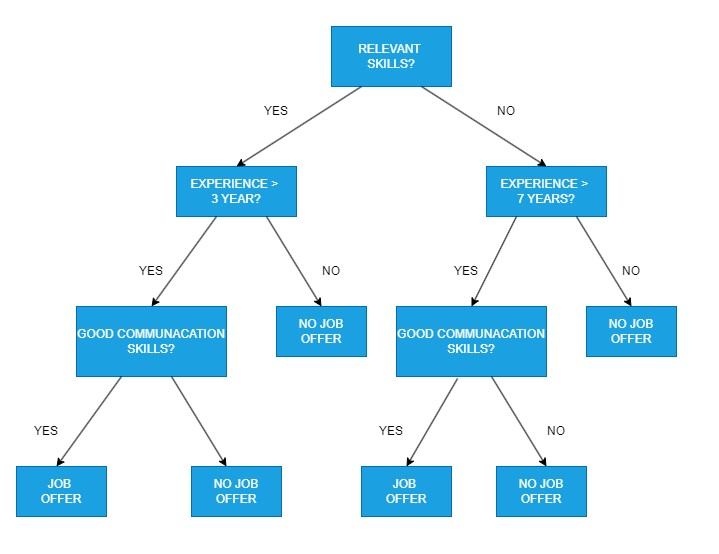 RELEVANT
SKILLS?
YES
NO
EXPERIENCE >
3 YEAR?
EXPERIENCE >
7 YEARS?
YES
NO
YES
NO
GOOD COMMUNACATION
SKILLS?
NO JOB
OFFER
GOOD COMMUNACATION
SKILLS?
NO JOB
OFFER
YES
YES
NO
JOB
OFFER
NO JOB
OFFER
JOB
OFFER
NO JOB
OFFER